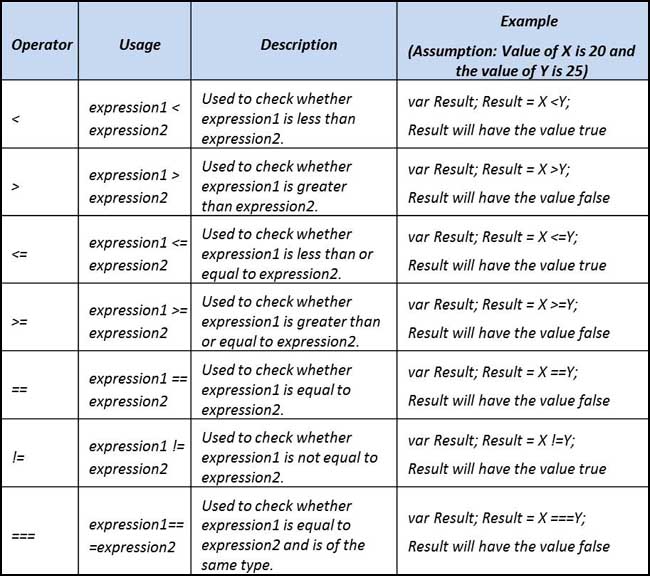 Operator
Usage
Description
Example
(Assumption: Value of X is 20 and
the value of Y is 25)
<
expression1 <
expression2
Used to check whether
expression1 is less than
expression2.
var Result; Result = X <Y;
Result will have the value true
>
expression1 >
expression2
Used to check whether
expression1 is greater
than expression2.
var Result; Result = X >Y;
Result will have the value false
<=
expression1 <=
expression2
Used to check whether
expression1 is less than or
equal to expression2.
var Result; Result = X <=Y;
Result will have the value true
>=
expression1 >=
expression2
Used to check whether
expression1 is greater than
or equal to expression2.
var Result; Result = X >=Y;
Result will have the value false
==
expression1 ==
expression2
Used to check whether
expression1 is equal to
expression2.
var Result; Result = X ==Y;
Result will have the value false
!=
expression1 !=
expression2
Used to check whether
expression1 is not equal to
expression2.
var Result; Result = X !=Y;
Result will have the value true
===
expression1==
=expression2
Used to check whether
expression1 is equal to
expression2 and is of the
same type.
var Result; Result = X ===Y;
Result will have the value false